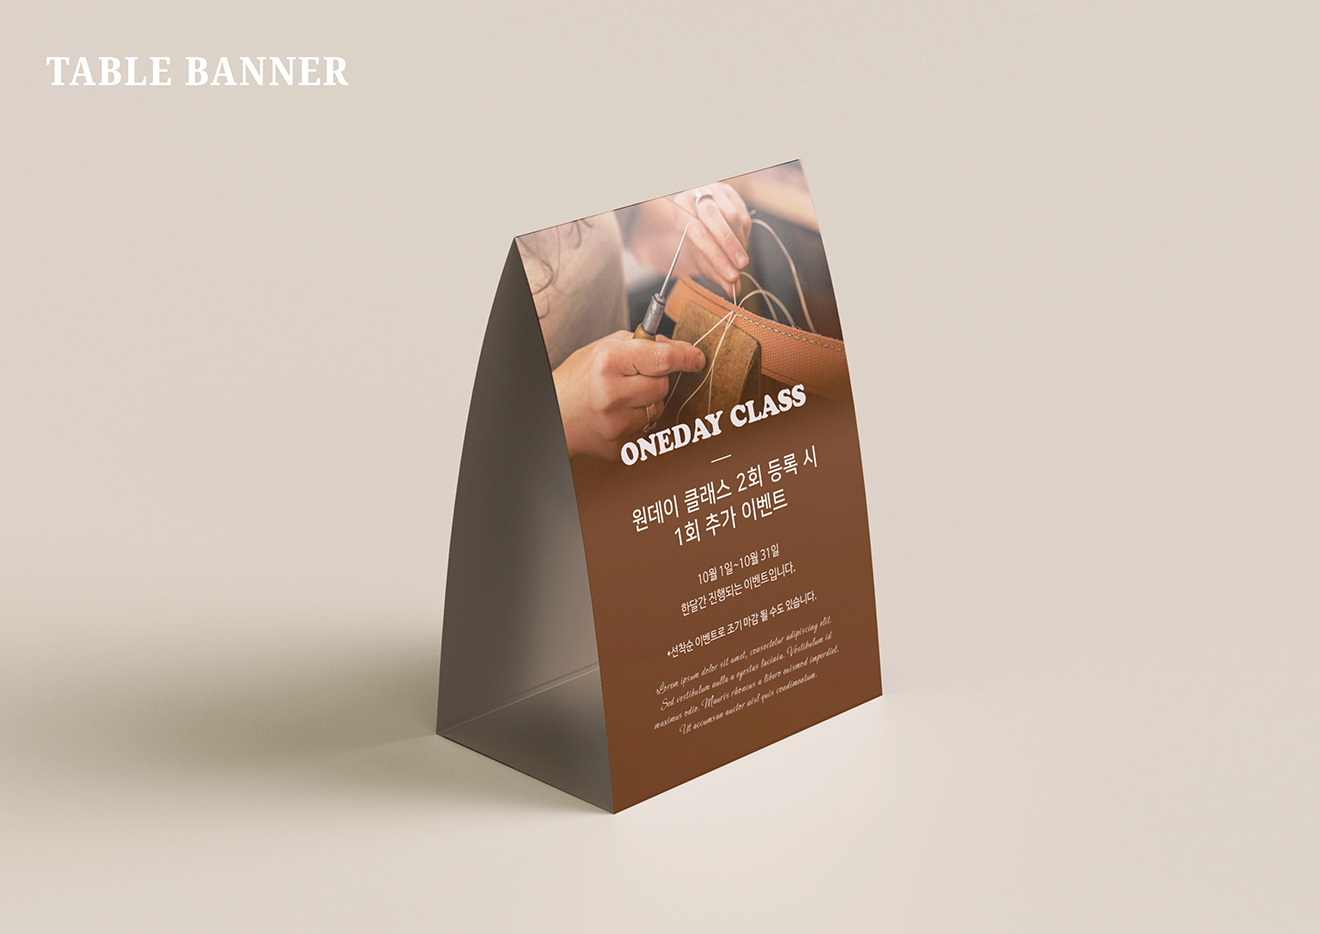 TABLE BANNER
ONEDAY CLASS
원데이 클래스 2회 등록 시
1회 추가 이벤트
10월 1일~10월 31일
한달간 진행되는 이벤트입니다.
*선착순 이벤트로 조기 마감 될 수도 있습니다.
Lorem ipsum dolor sit amet, consectetur adipiscing elit.
Sed vestibulum nulla a egestas lacinia. Vestibulum id
maximus odio. Mauris rhoncus a libero euismod imperdiet.
Ut accumsan auctor nisl quis condimentum.